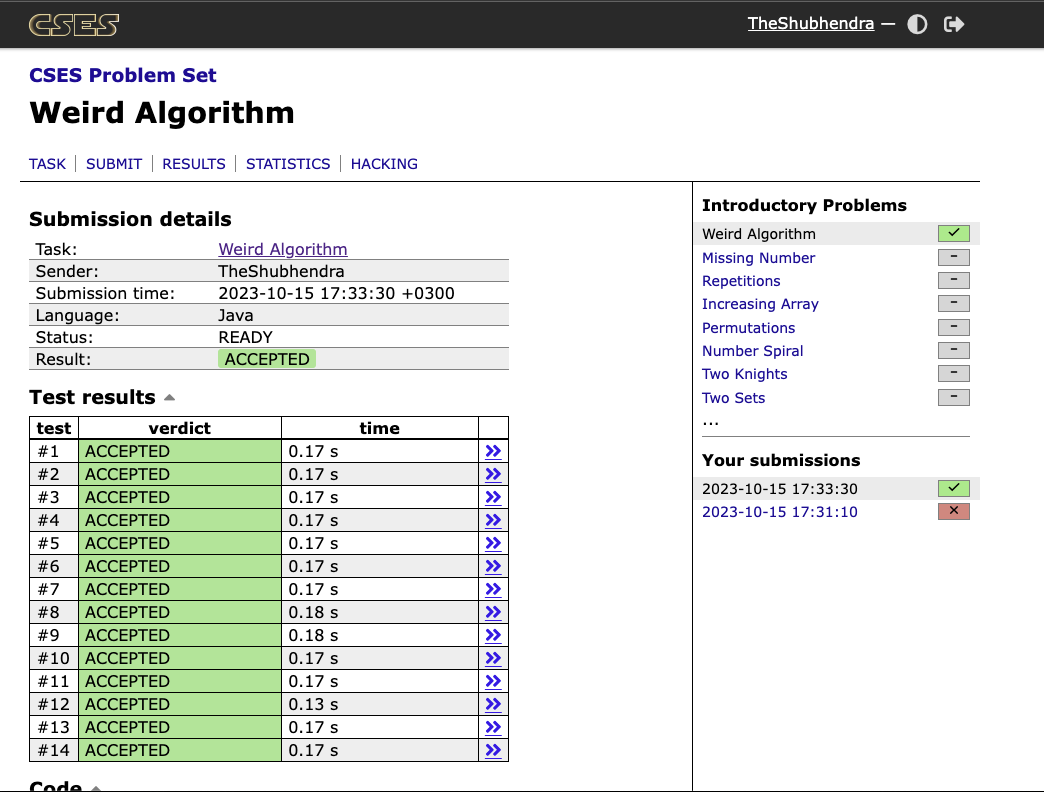 CSES
TheShubhendra —
CSES Problem Set
Weird Algorithm
TASK | SUBMIT | RESULTS | STATISTICS | HACKING
Submission details
Task: Weird Algorithm
Sender: TheShubhendra
Submission time: 2023-10-15 17:33:30 +0300
Language: Java
Status: READY
Result: ACCEPTED
Test results
test verdict time
#1 ACCEPTED 0.17 s »
#2 ACCEPTED 0.17 s »
#3 ACCEPTED 0.17 s »
#4 ACCEPTED 0.17 s »
#5 ACCEPTED 0.17 s »
#6 ACCEPTED 0.17 s »
#7 ACCEPTED 0.17 s »
#8 ACCEPTED 0.18 s »
#9 ACCEPTED 0.18 s »
#10 ACCEPTED 0.17 s »
#11 ACCEPTED 0.17 s »
#12 ACCEPTED 0.13 s »
#13 ACCEPTED 0.17 s »
#14 ACCEPTED 0.17 s »
Code
Introductory Problems
Weird Algorithm ✓
Missing Number -
Repetitions -
Increasing Array -
Permutations -
Number Spiral -
Two Knights -
Two Sets -
...
Your submissions
2023-10-15 17:33:30 ✓
2023-10-15 17:31:10 ×